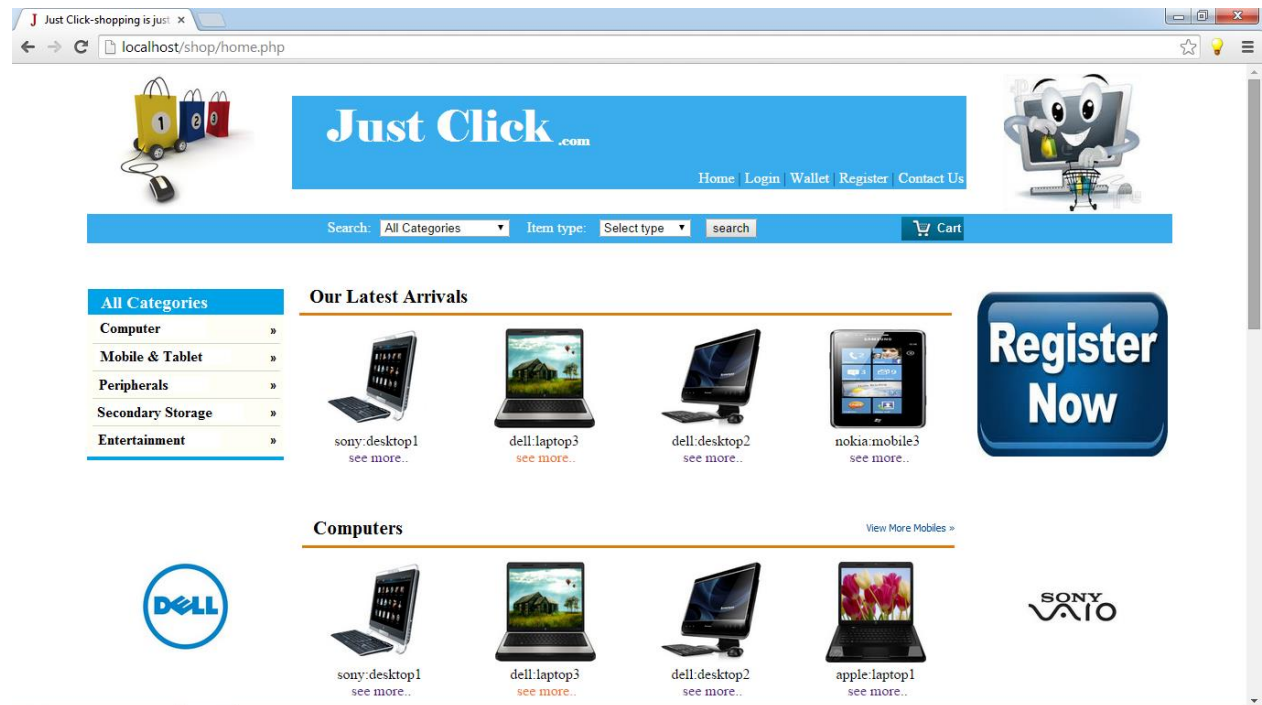 Just Click-shopping is just
localhost/shop/home.php
1 2 3
Just Click .com
Home | Login | Wallet | Register | Contact Us
Search: All Categories Item type: Select type search Cart
All Categories
Computer »
Mobile & Tablet »
Peripherals »
Secondary Storage »
Entertainment »
Our Latest Arrivals
SAMSUNG
sony:desktop1 dell:laptop3 dell:desktop2 nokia:mobile3
see more.. see more.. see more.. see more..
Register
Now
Computers View More Mobiles »
DELL
SONY
VAIO
sony:desktop1 dell:laptop3 dell:desktop2 apple:laptop1
see more.. see more.. see more.. see more..